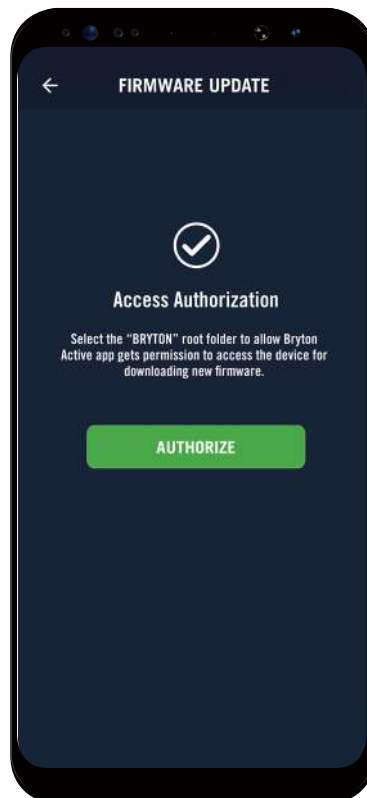 FIRMWARE UPDATE
Access Authorization
Select the “BRYTON” root folder to allow Bryton
Active app gets permission to access the device for
downloading new firmware.
AUTHORIZE